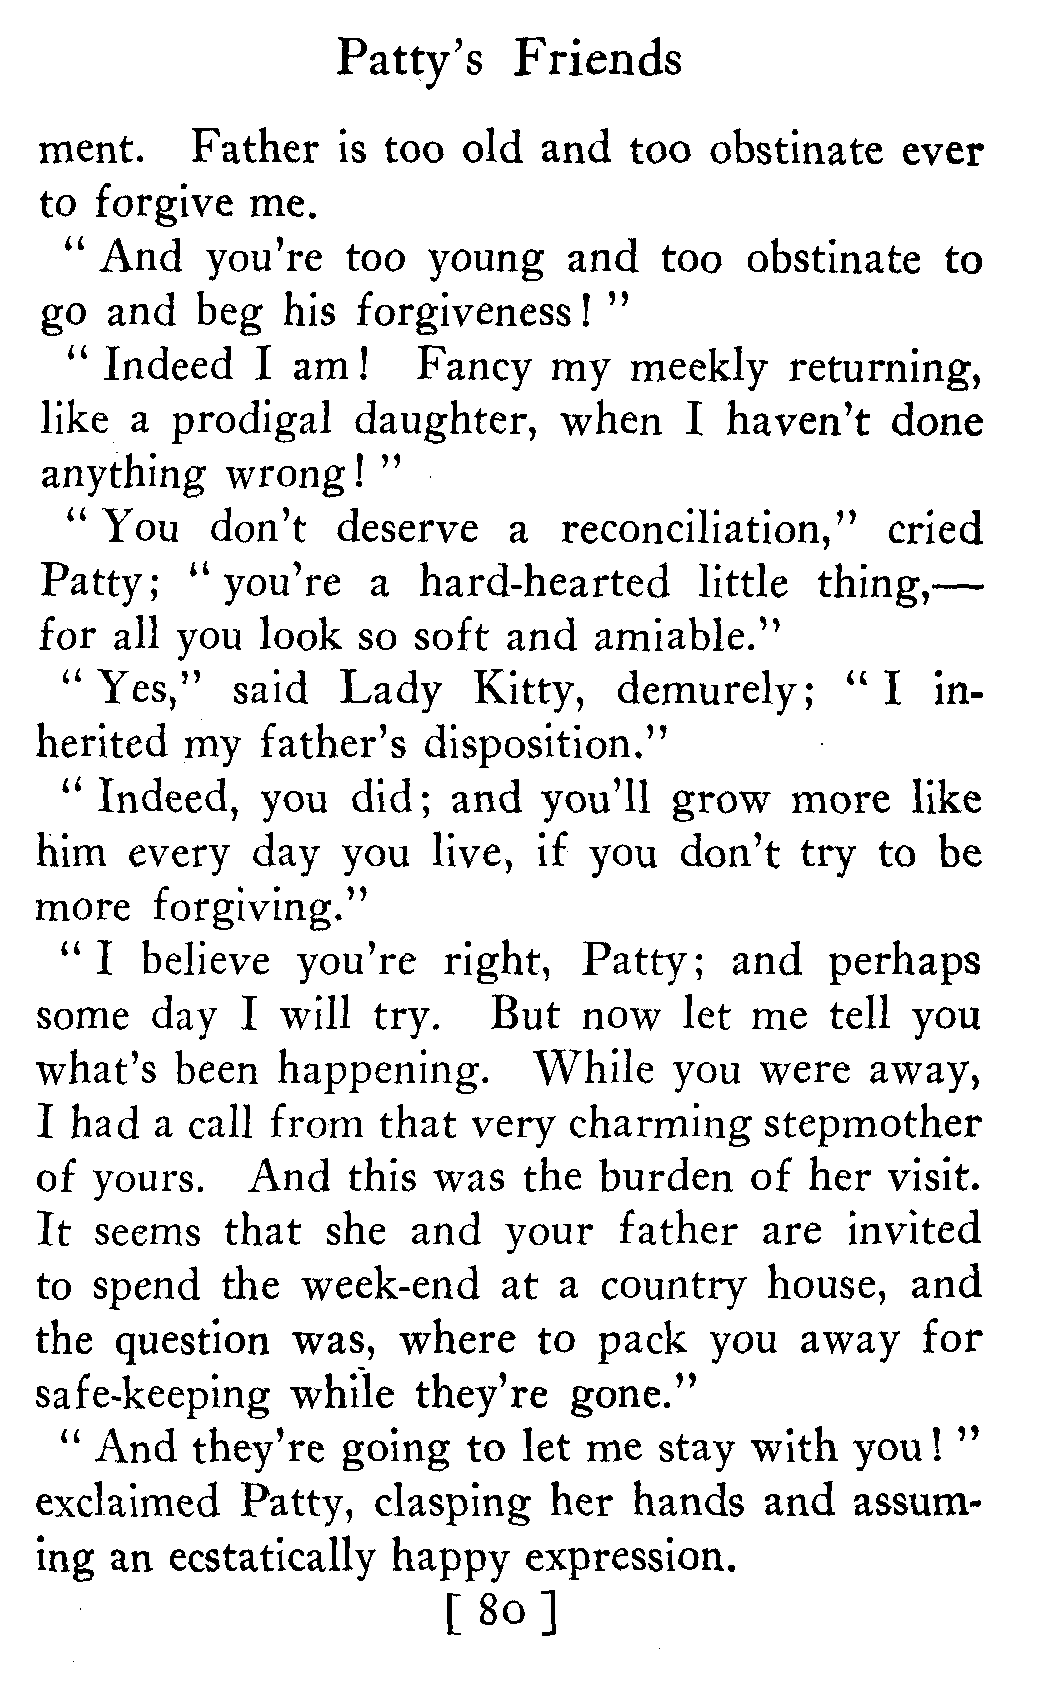 Patty's Friends
ment. Father is too old and too obstinate ever
to forgive me.
" And you're too young and too obstinate to
go and beg his forgiveness! "
" Indeed I am! Fancy my meekly returning,
like a prodigal daughter, when I haven't done
anything wrong! "
" You don't deserve a reconciliation," cried
Patty; " you're a hard-hearted little thing,—
for all you look so soft and amiable."
" Yes," said Lady Kitty, demurely; " I in-
herited my father's disposition."
" Indeed, you did; and you'll grow more like
him every day you live, if you don't try to be
more forgiving."
" I believe you're right, Patty; and perhaps
some day I will try. But now let me tell you
what's been happening. While you were away,
I had a call from that very charming stepmother
of yours. And this was the burden of her visit.
It seems that she and your father are invited
to spend the week-end at a country house, and
the question was, where to pack you away for
safe-keeping while they're gone."
" And they're going to let me stay with you! "
exclaimed Patty, clasping her hands and assum-
ing an ecstatically happy expression.
[ 80 ]